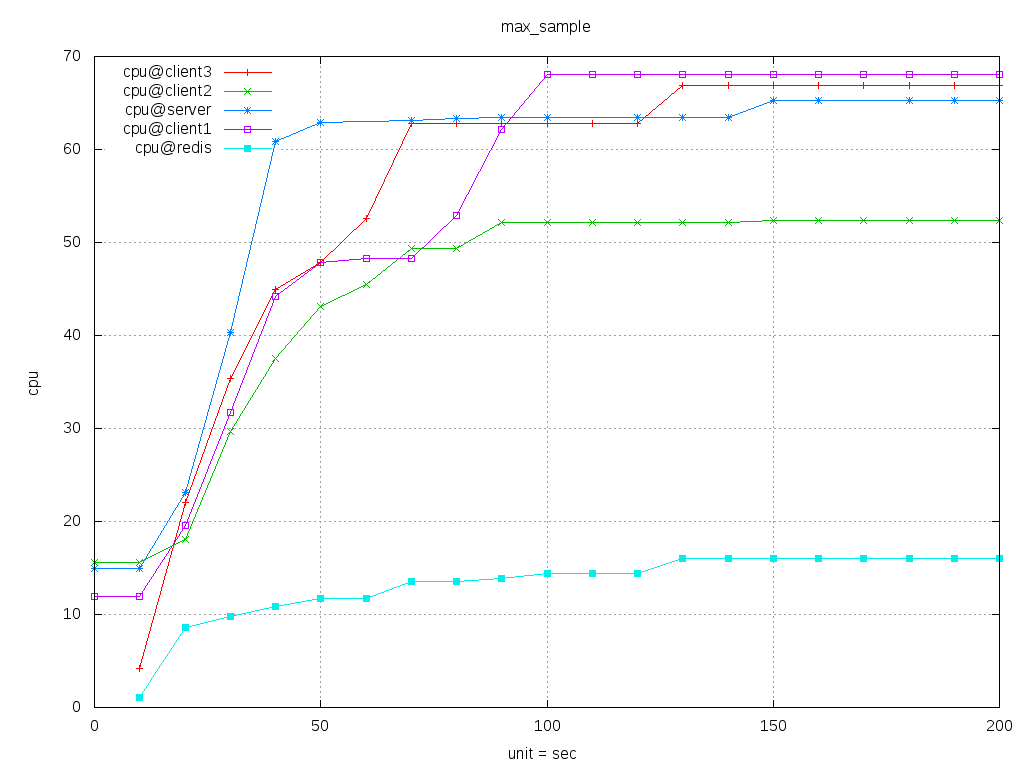 max_sample
cpu@client3
cpu@client2
cpu@server
cpu@client1
cpu@redis
70
60
50
40
30
20
10
0
cpu
0 50 100 150 200
unit = sec